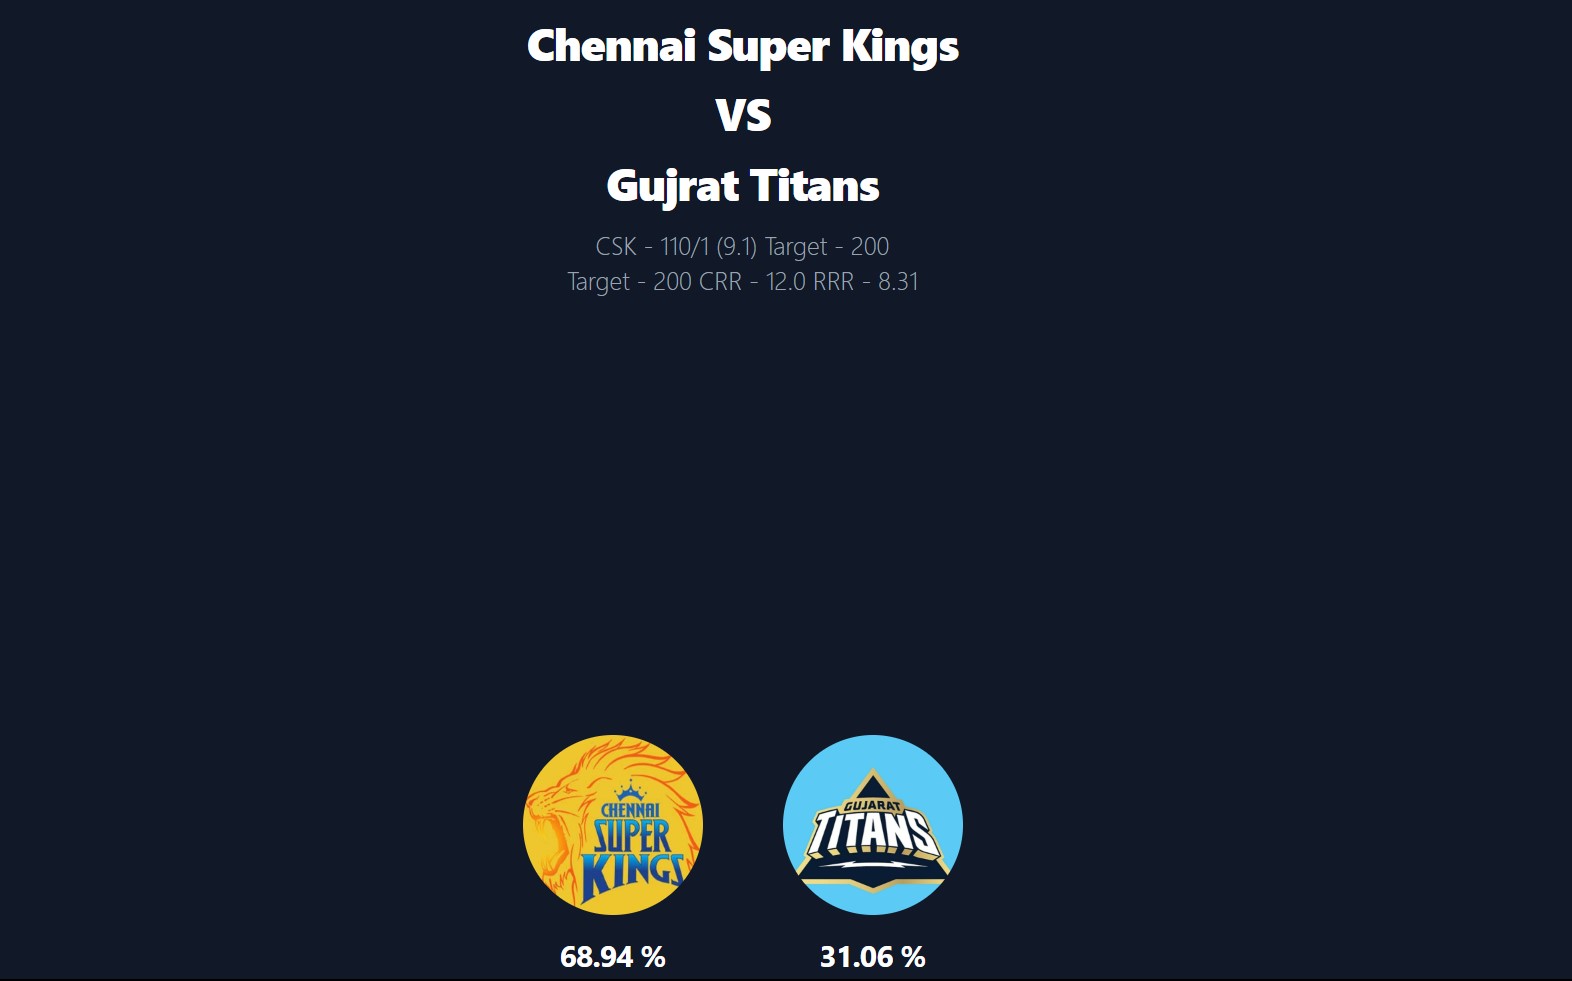 Chennai Super Kings
VS
Gujrat Titans
CSK - 110/1 (9.1) Target - 200
Target - 200 CRR - 12.0 RRR - 8.31
CHENNAI
SUPER
KINGS
GUJARAT
TITANS
68.94 %
31.06 %